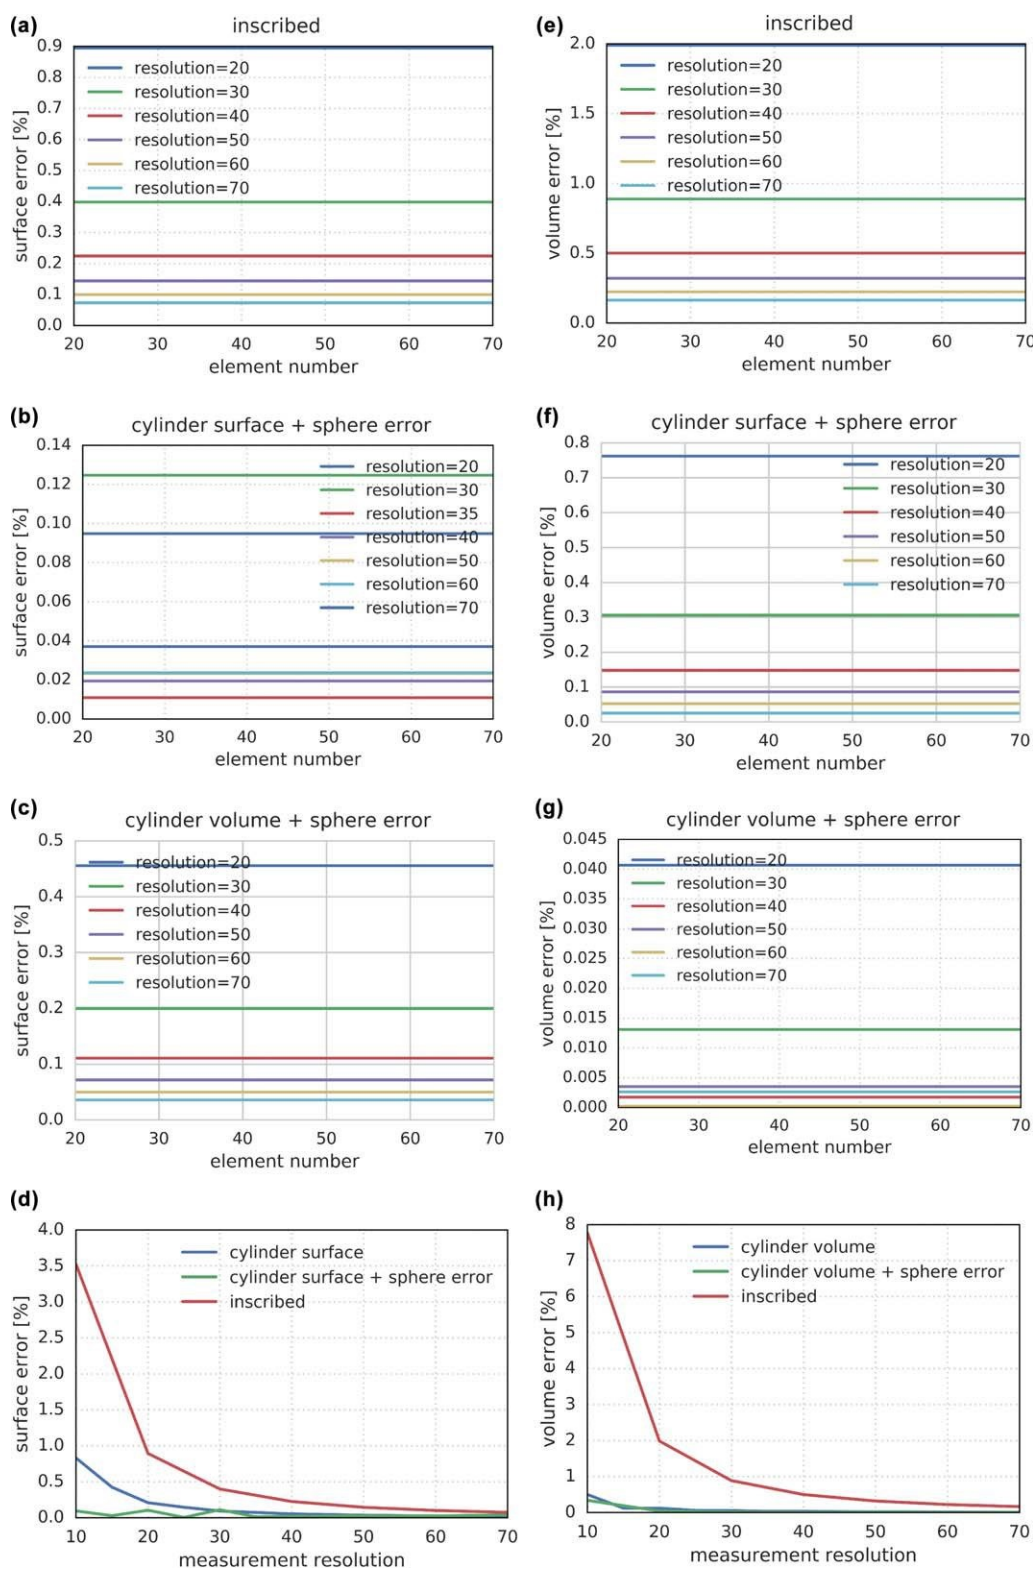 (a)
inscribed
surface error [%]
0.9
0.8
0.7
0.6
0.5
0.4
0.3
0.2
0.1
0.0
resolution=20
resolution=30
resolution=40
resolution=50
resolution=60
resolution=70
20 30 40 50 60 70
element number
(e)
inscribed
volume error [%]
2.0
1.5
1.0
0.5
0.0
resolution=20
resolution=30
resolution=40
resolution=50
resolution=60
resolution=70
20 30 40 50 60 70
element number
(b)
cylinder surface + sphere error
surface error [%]
0.14
0.12
0.10
0.08
0.06
0.04
0.02
0.00
resolution=20
resolution=30
resolution=35
resolution=40
resolution=50
resolution=60
resolution=70
20 30 40 50 60 70
element number
(f)
cylinder surface + sphere error
volume error [%]
0.8
0.7
0.6
0.5
0.4
0.3
0.2
0.1
0.0
resolution=20
resolution=30
resolution=40
resolution=50
resolution=60
resolution=70
20 30 40 50 60 70
element number
(c)
cylinder volume + sphere error
surface error [%]
0.5
0.4
0.3
0.2
0.1
0.0
resolution=20
resolution=30
resolution=40
resolution=50
resolution=60
resolution=70
20 30 40 50 60 70
element number
(g)
cylinder volume + sphere error
volume error [%]
0.045
0.040
0.035
0.030
0.025
0.020
0.015
0.010
0.005
0.000
resolution=20
resolution=30
resolution=40
resolution=50
resolution=60
resolution=70
20 30 40 50 60 70
element number
(d)
surface error [%]
4.0
3.5
3.0
2.5
2.0
1.5
1.0
0.5
0.0
cylinder surface
cylinder surface + sphere error
inscribed
10 20 30 40 50 60 70
measurement resolution
(h)
volume error [%]
8
7
6
5
4
3
2
1
0
cylinder volume
cylinder volume + sphere error
inscribed
10 20 30 40 50 60 70
measurement resolution